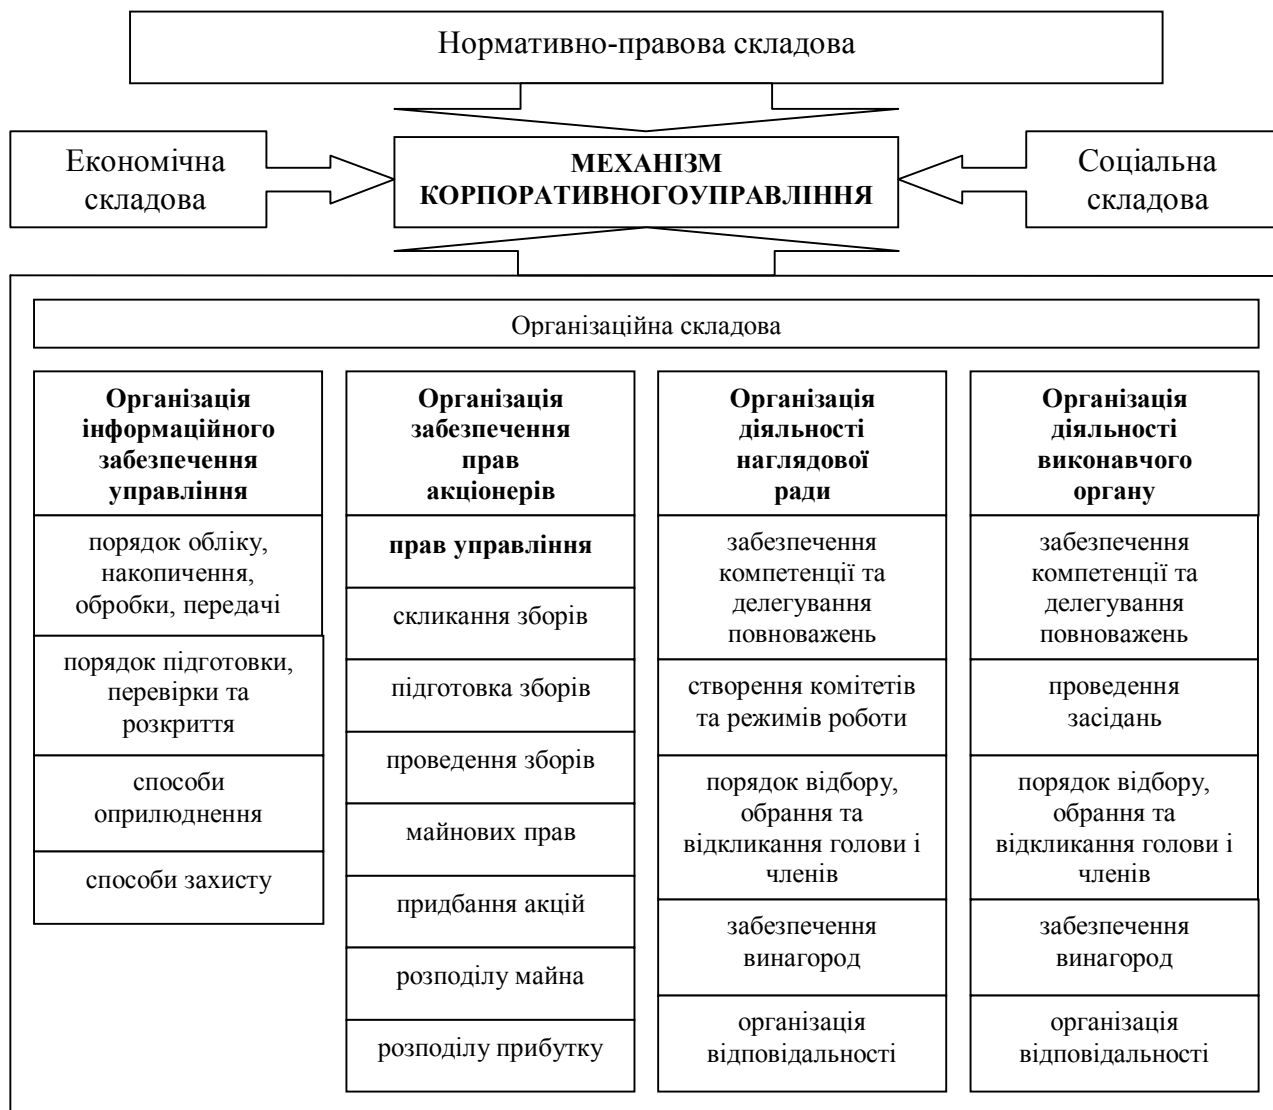 Нормативно-правова складова
Економічна
складова
МЕХАНІЗМ
КОРПОРАТИВНОГОУПРАВЛІННЯ
Соціальна
складова
Організаційна складова
Організація
інформаційного
забезпечення
управління
порядок обліку,
накопичення,
обробки, передачі
порядок підготовки,
перевірки та
розкриття
способи
оприлюднення
способи захисту
Організація
забезпечення
прав
акціонерів
прав управління
скликання зборів
підготовка зборів
проведення зборів
майнових прав
придбання акцій
розподілу майна
розподілу прибутку
Організація
діяльності
наглядової
ради
забезпечення
компетенції та
делегування
повноважень
створення комітетів
та режимів роботи
порядок відбору,
обрання та
відкликання голови і
членів
забезпечення
винагород
організація
відповідальності
Організація
діяльності
виконавчого
органу
забезпечення
компетенції та
делегування
повноважень
проведення
засідань
порядок відбору,
обрання та
відкликання голови і
членів
забезпечення
винагород
організація
відповідальності